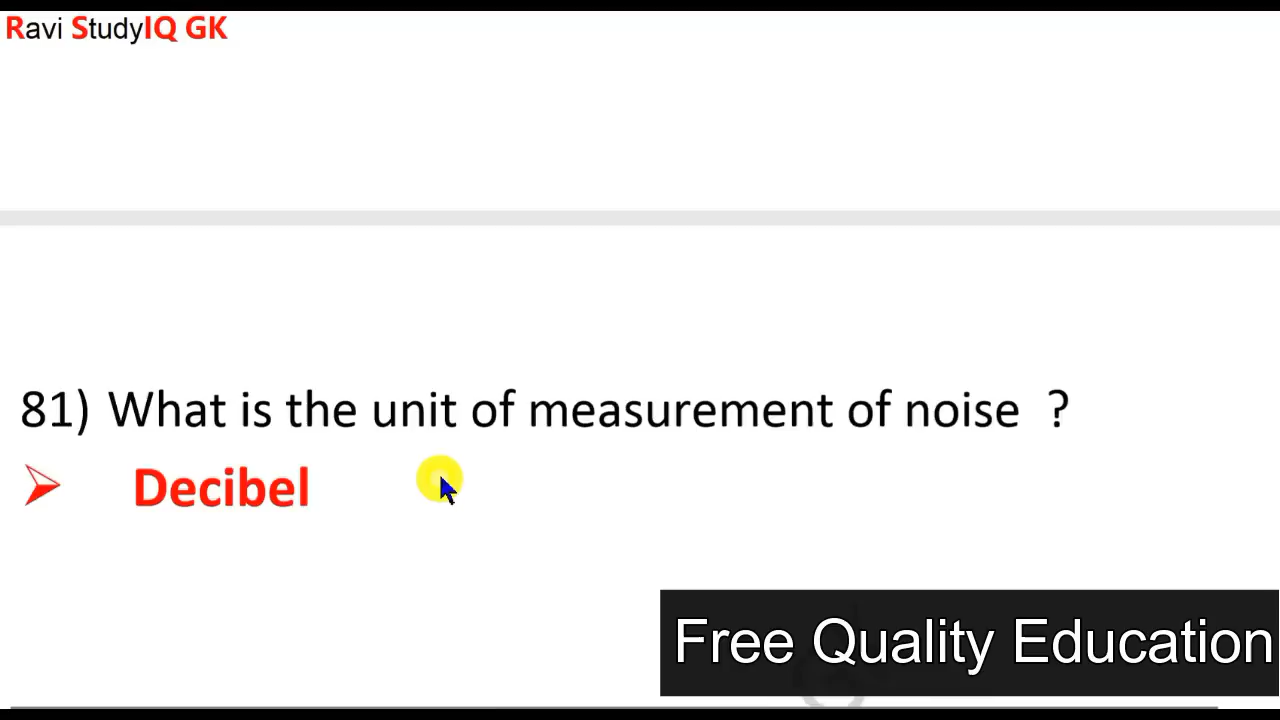 Ravi StudyIQ GK
81) What is the unit of measurement of noise ?
Decibel
Free Quality Education